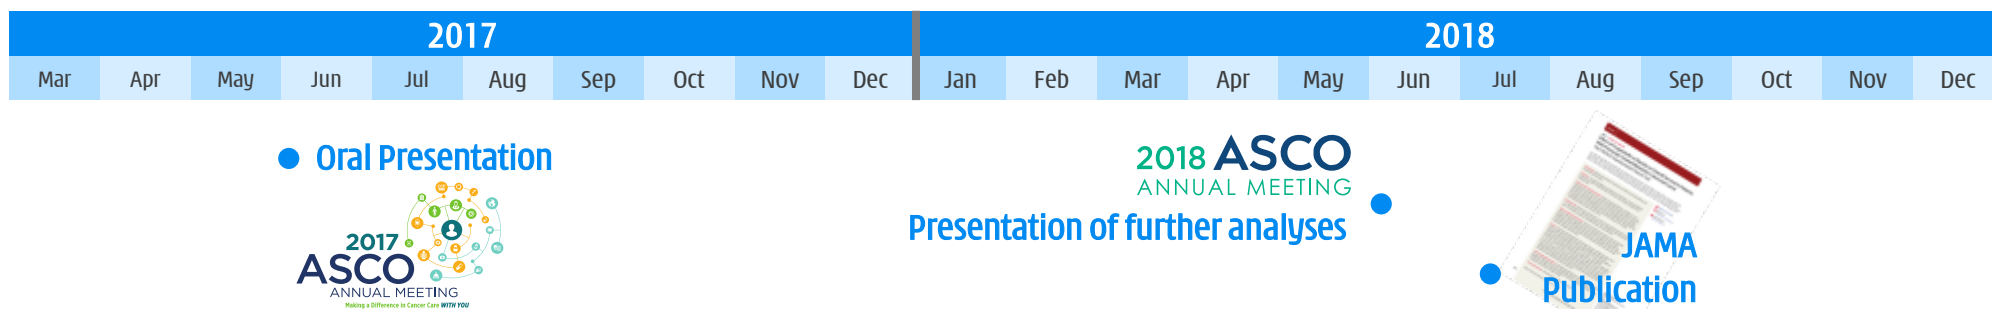 2017 2018
Mar Apr May Jun Jul Aug Sep Oct Nov Dec Jan Feb Mar Apr May Jun Jul Aug Sep Oct Nov Dec
Oral Presentation
2017
ASCO
ANNUAL MEETING
Making a Difference in Cancer Care WITH YOU
2018 ASCO
ANNUAL MEETING
Presentation of further analyses
JAMA
Publication